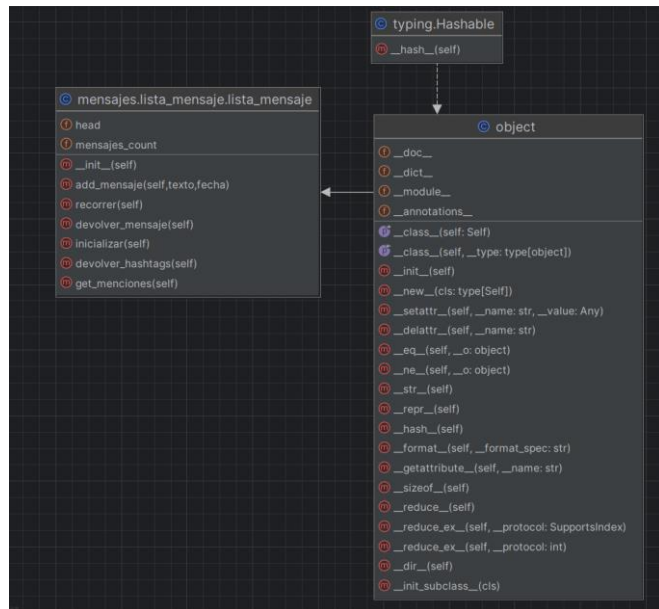 typing.Hashable
__hash__(self)
mensajes.lista_mensaje.lista_mensaje
head
mensajes_count
__init__(self)
add_mensaje(self,texto,fecha)
recorrer(self)
devolver_mensaje(self)
inicializar(self)
devolver_hashtags(self)
get_menciones(self)
object
__doc__
__dict__
__module__
__annotations__
__class__(self: Self)
__class__(self, __type: type[object])
__init__(self)
__new__(cls: type[Self])
__setattr__(self, __name: str, __value: Any)
__delattr__(self, __name: str)
__eq__(self, __o: object)
__ne__(self, __o: object)
__str__(self)
__repr__(self)
__hash__(self)
__format__(self, __format_spec: str)
__getattribute__(self, __name: str)
__sizeof__(self)
__reduce__(self)
__reduce_ex__(self, __protocol: SupportsIndex)
__reduce_ex__(self, __protocol: int)
__dir__(self)
__init_subclass__(cls)